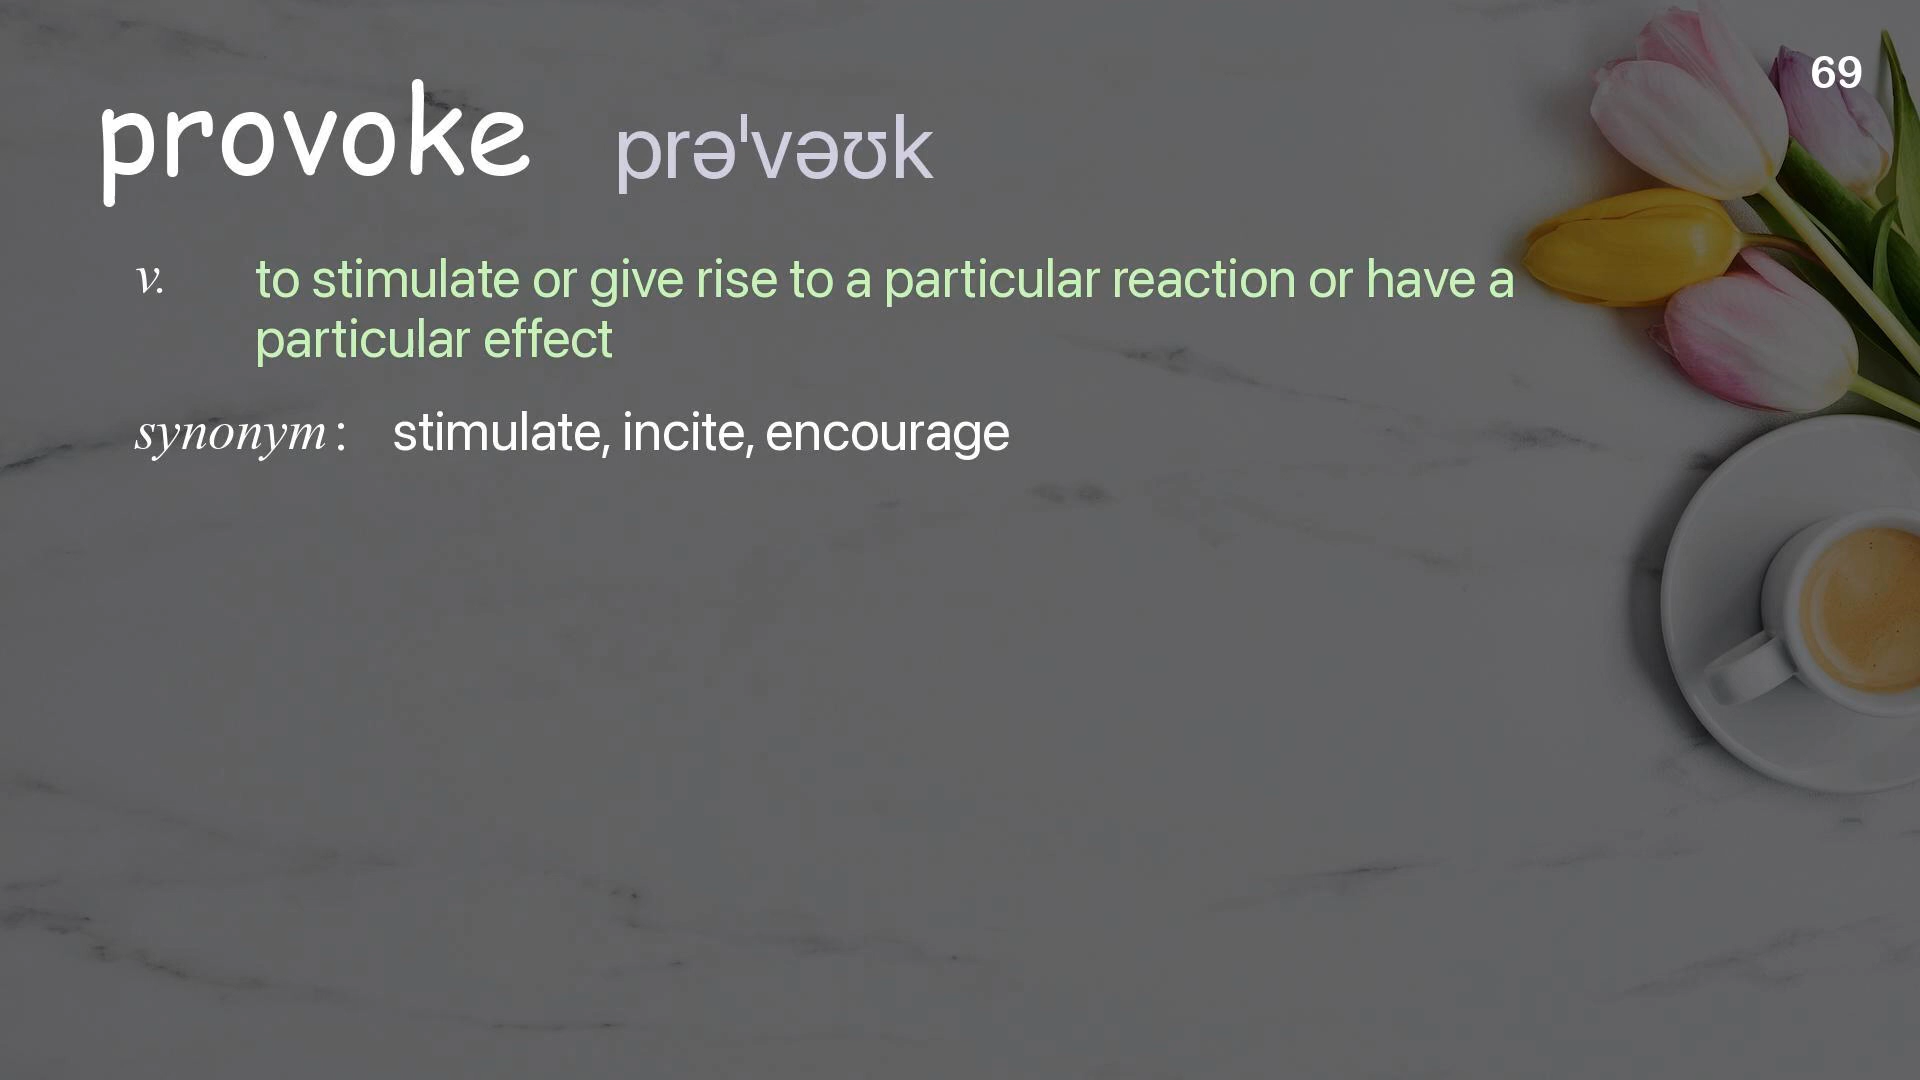 69
provoke prəˈvəʊk
v. to stimulate or give rise to a particular reaction or have a
particular effect
synonym : stimulate, incite, encourage